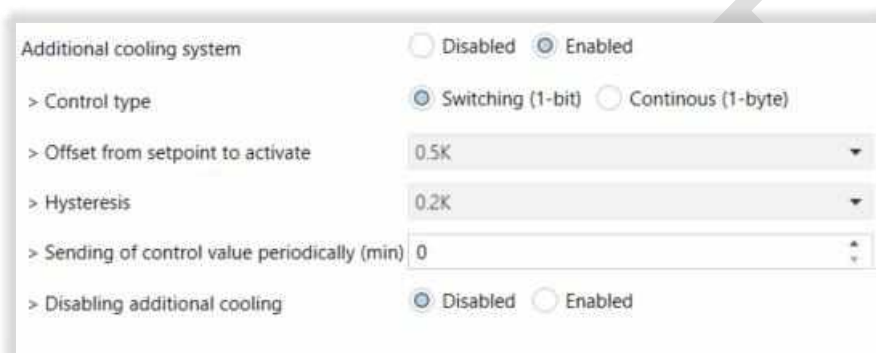 Additional cooling system Disabled Enabled
> Control type Switching (1-bit) Continous (1-byte)
> Offset from setpoint to activate 0.5K
> Hysteresis 0.2K
> Sending of control value periodically (min) 0
> Disabling additional cooling Disabled Enabled